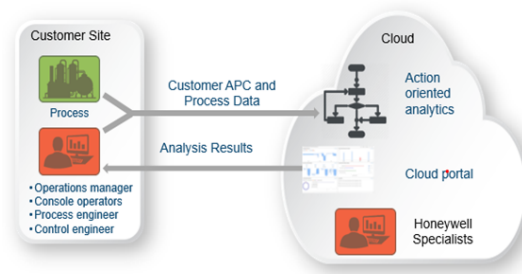 Customer Site
Process
• Operations manager
• Console operators
• Process engineer
• Control engineer
Customer APC and
Process Data
Analysis Results
Cloud
Action
oriented
analytics
Cloud portal
Honeywell
Specialists